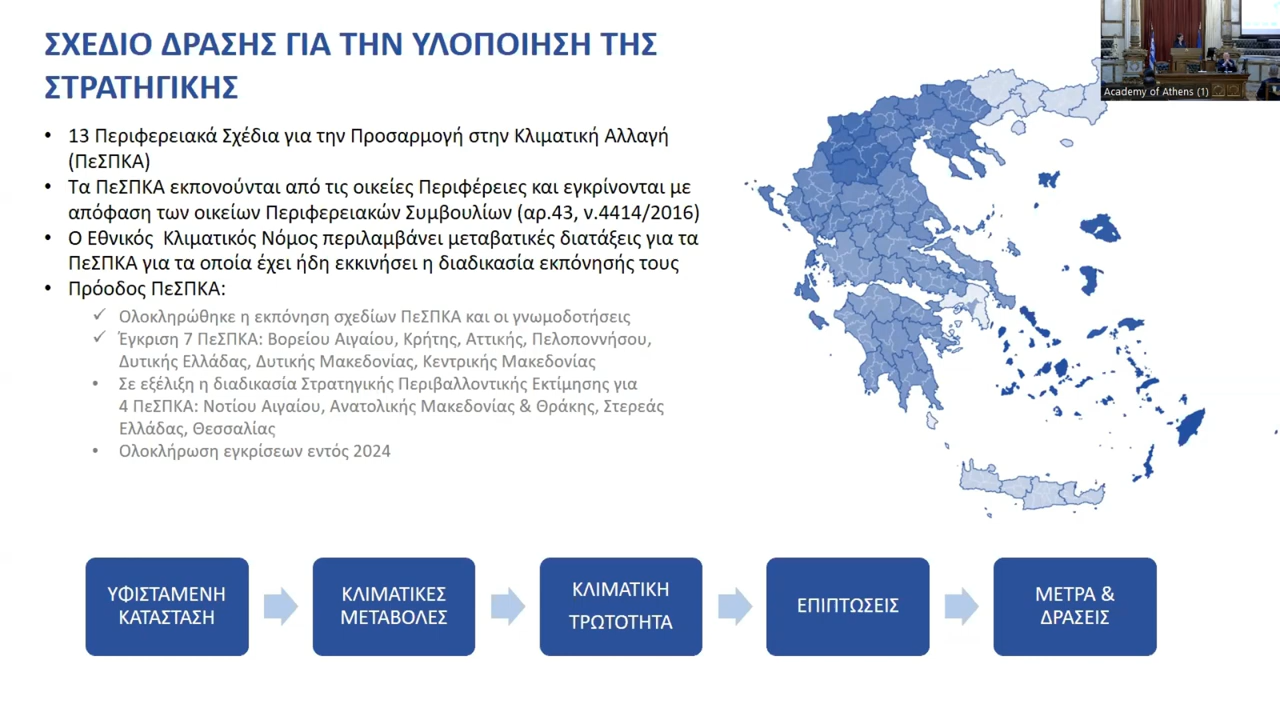 ΣΧΕΔΙΟ ΔΡΑΣΗΣ ΓΙΑ ΤΗΝ ΥΛΟΠΟΙΗΣΗ ΤΗΣ
ΣΤΡΑΤΗΓΙΚΗΣ
Academy of Athens (1)
• 13 Περιφερειακά Σχέδια για την Προσαρμογή στην Κλιματική Αλλαγή
(ΠεΣΠΚΑ)
• Τα ΠεΣΠΚΑ εκπονούνται από τις οικείες Περιφέρειες και εγκρίνονται με
απόφαση των οικείων Περιφερειακών Συμβουλίων (αρ.43, ν.4414/2016)
• Ο Εθνικός Κλιματικός Νόμος περιλαμβάνει μεταβατικές διατάξεις για τα
ΠεΣΠΚΑ για τα οποία έχει ήδη εκκινήσει η διαδικασία εκπόνησής τους
• Πρόοδος ΠεΣΠΚΑ:
✓ Ολοκληρώθηκε η εκπόνηση σχεδίων ΠεΣΠΚΑ και οι γνωμοδοτήσεις
✓ Έγκριση 7 ΠεΣΠΚΑ: Βορείου Αιγαίου, Κρήτης, Αττικής, Πελοποννήσου,
Δυτικής Ελλάδας, Δυτικής Μακεδονίας, Κεντρικής Μακεδονίας
• Σε εξέλιξη η διαδικασία Στρατηγικής Περιβαλλοντικής Εκτίμησης για
4 ΠεΣΠΚΑ: Νοτίου Αιγαίου, Ανατολικής Μακεδονίας & Θράκης, Στερεάς
Ελλάδας, Θεσσαλίας
• Ολοκλήρωση εγκρίσεων εντός 2024
ΥΦΙΣΤΑΜΕΝΗ
ΚΑΤΑΣΤΑΣΗ
ΚΛΙΜΑΤΙΚΕΣ
ΜΕΤΑΒΟΛΕΣ
ΚΛΙΜΑΤΙΚΗ
ΤΡΩΤΟΤΗΤΑ
ΕΠΙΠΤΩΣΕΙΣ
ΜΕΤΡΑ &
ΔΡΑΣΕΙΣ